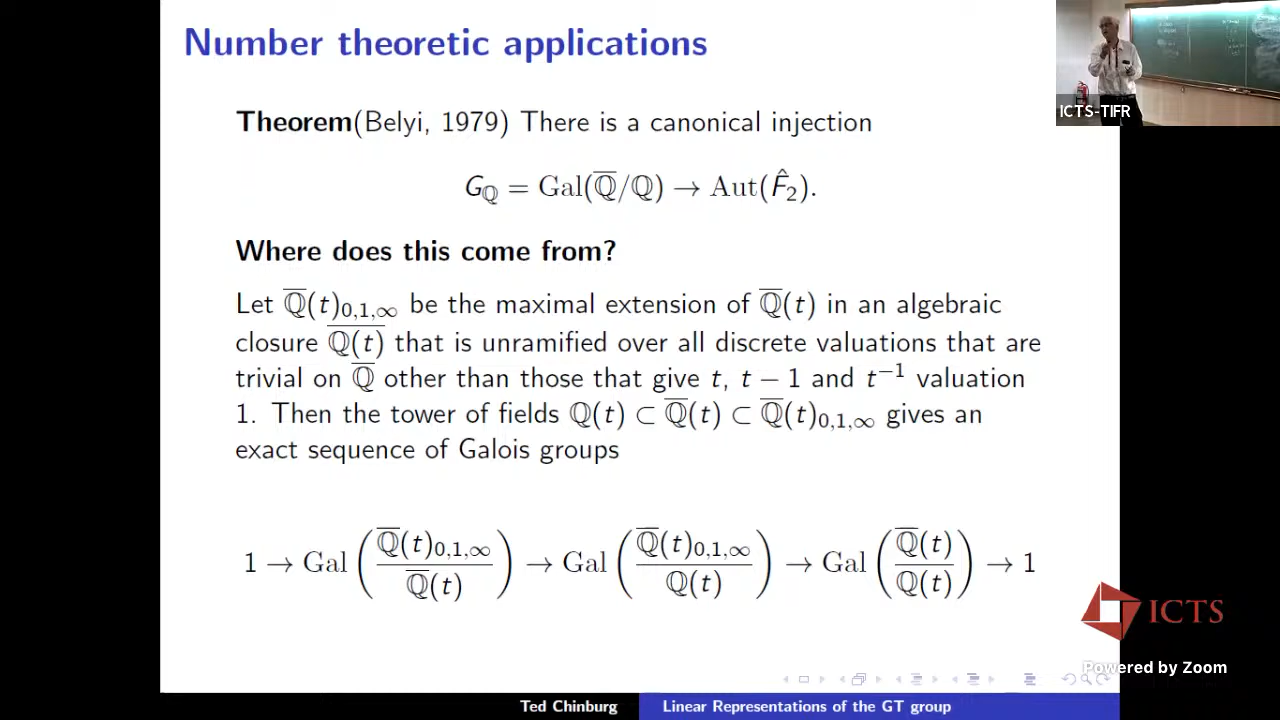 Number theoretic applications
ICTS-TIFR
Theorem(Belyi, 1979) There is a canonical injection
G_ℚ = Gal(ℚ̅/ℚ) → Aut(F̂₂).
Where does this come from?
Let ℚ̅(t)₀,₁,∞ be the maximal extension of ℚ̅(t) in an algebraic
closure \overline{ℚ(t)} that is unramified over all discrete valuations that are
trivial on ℚ̅ other than those that give t, t − 1 and t⁻¹ valuation
1. Then the tower of fields ℚ(t) ⊂ ℚ̅(t) ⊂ ℚ̅(t)₀,₁,∞ gives an
exact sequence of Galois groups
1 → Gal(ℚ̅(t)₀,₁,∞ / ℚ̅(t)) → Gal(ℚ̅(t)₀,₁,∞ / ℚ(t)) → Gal(ℚ̅(t) / ℚ(t)) → 1
ICTS
Powered by Zoom
Ted Chinburg
Linear Representations of the GT group